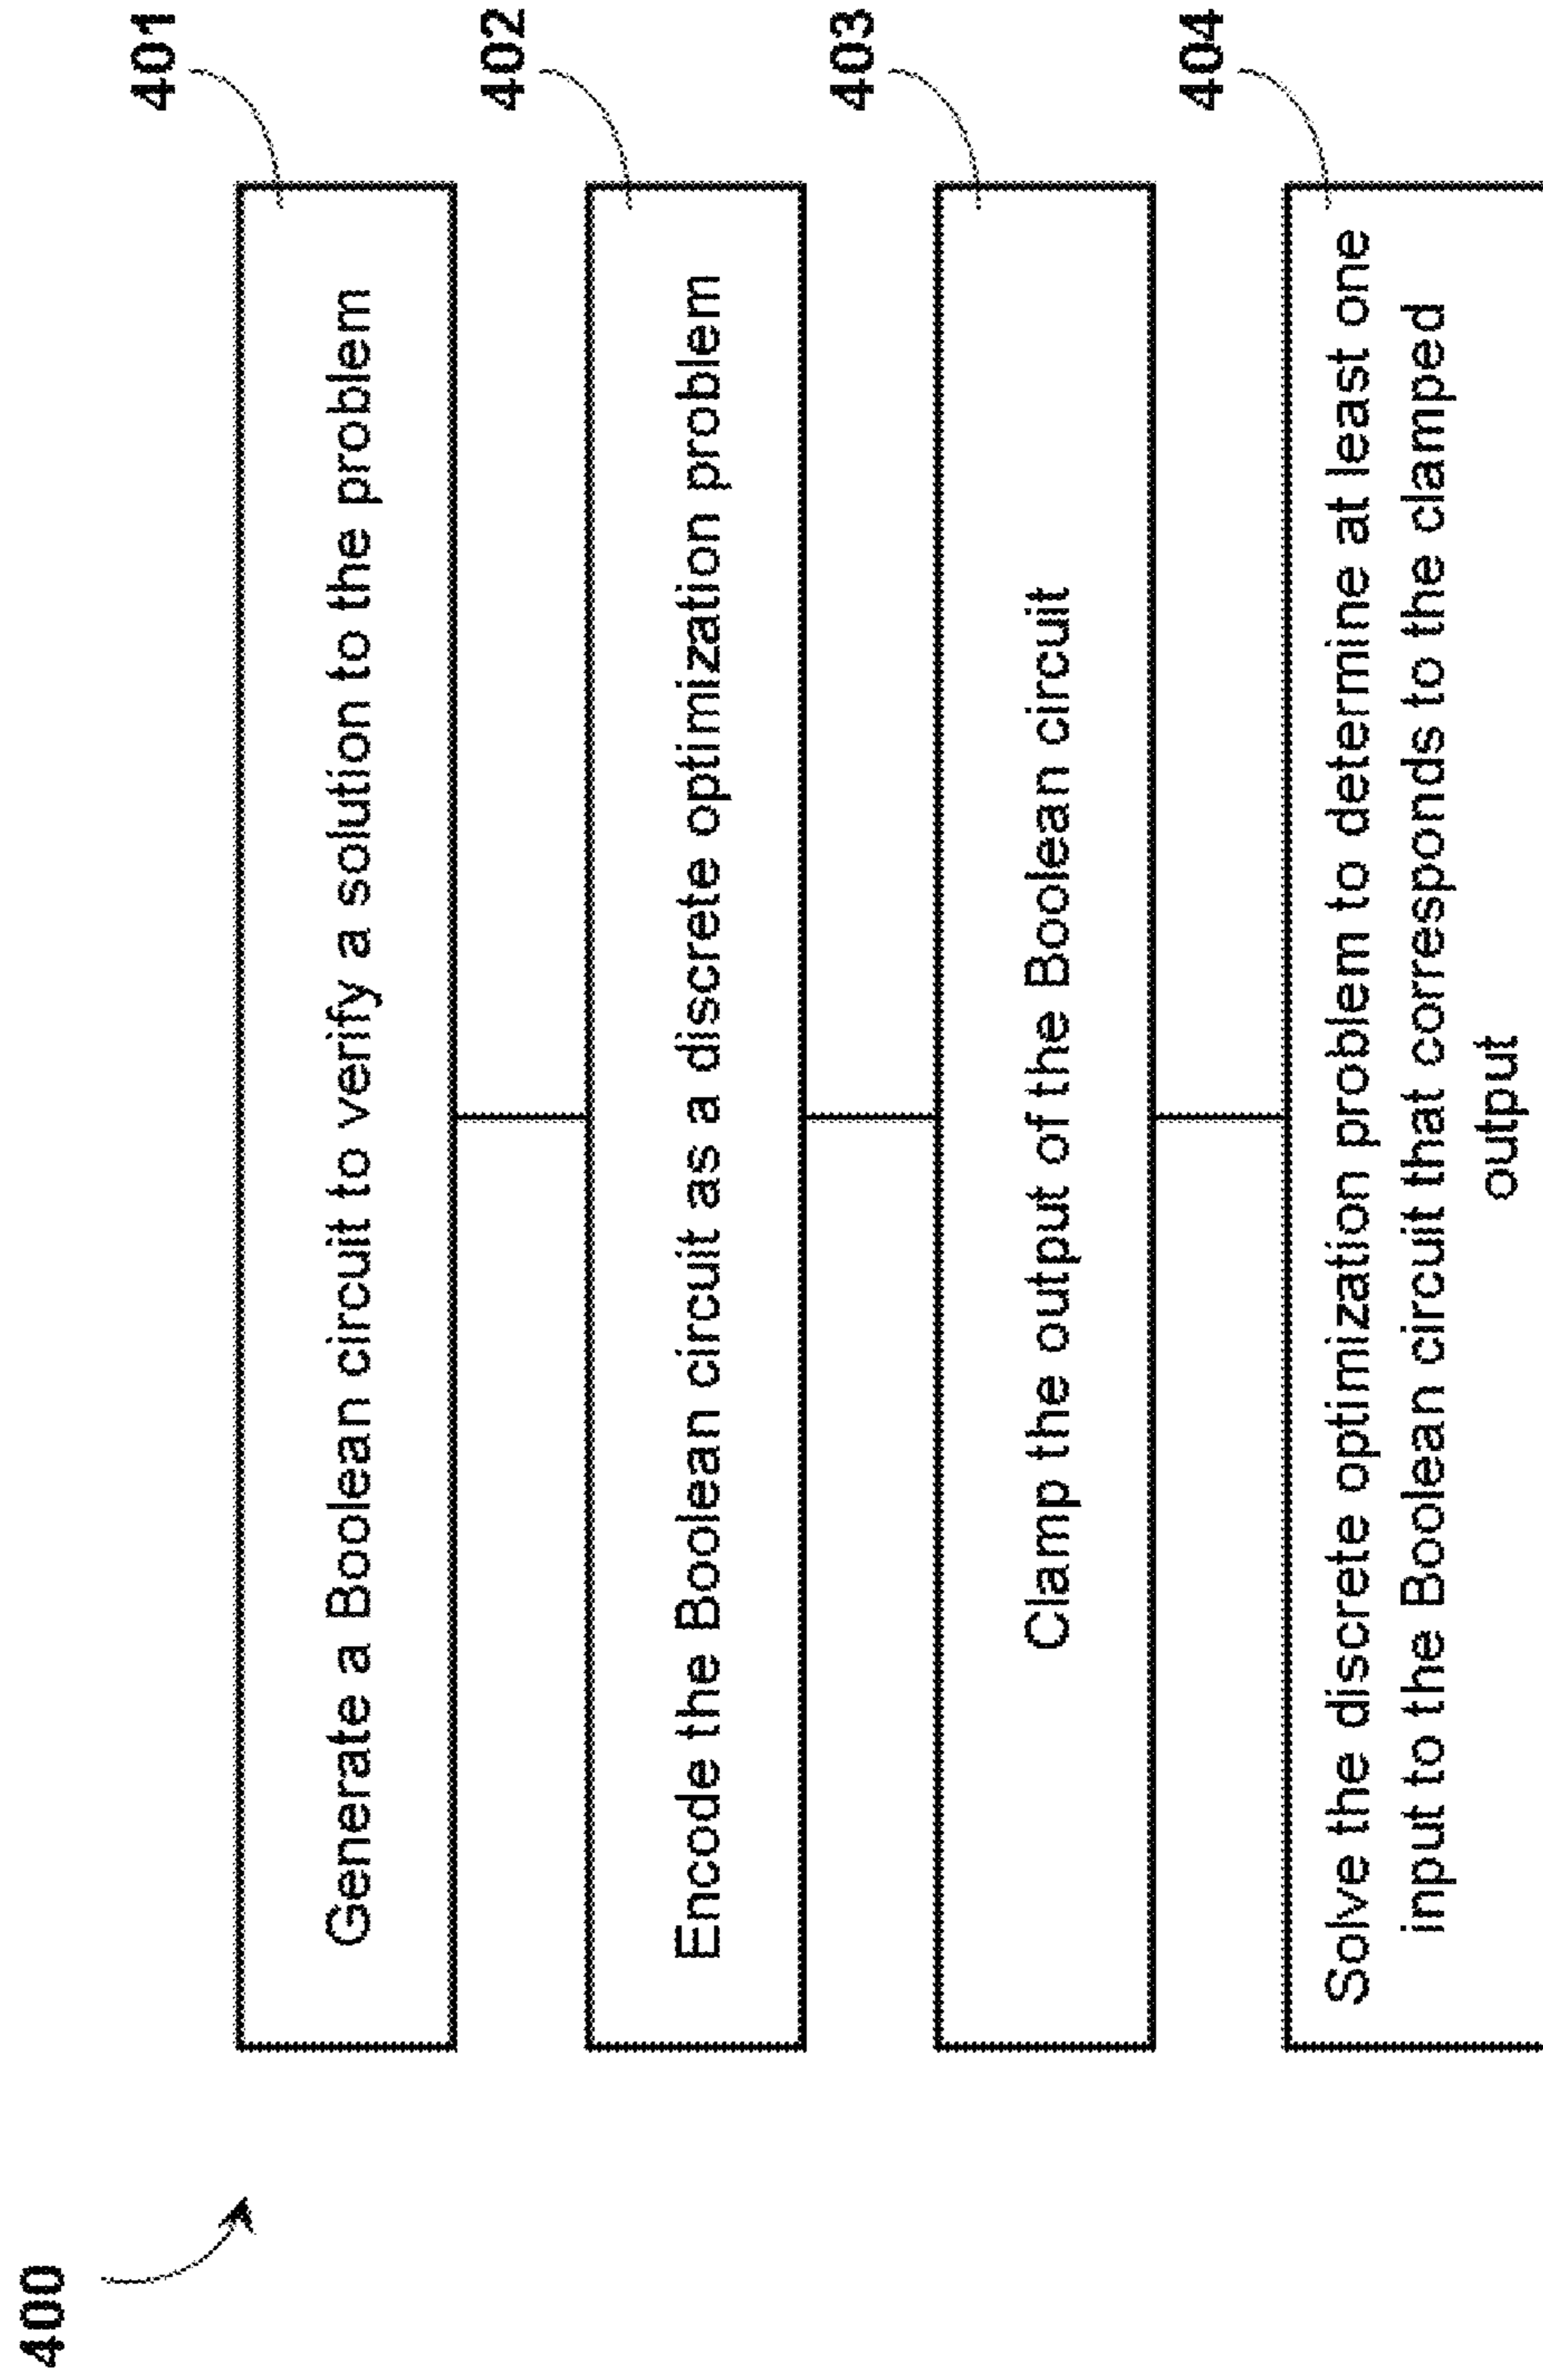 400
401
Generate a Boolean circuit to verify a solution to the problem
402
Encode the Boolean circuit as a discrete optimization problem
403
Clamp the output of the Boolean circuit
404
Solve the discrete optimization problem to determine at least one
input to the Boolean circuit that corresponds to the clamped
output